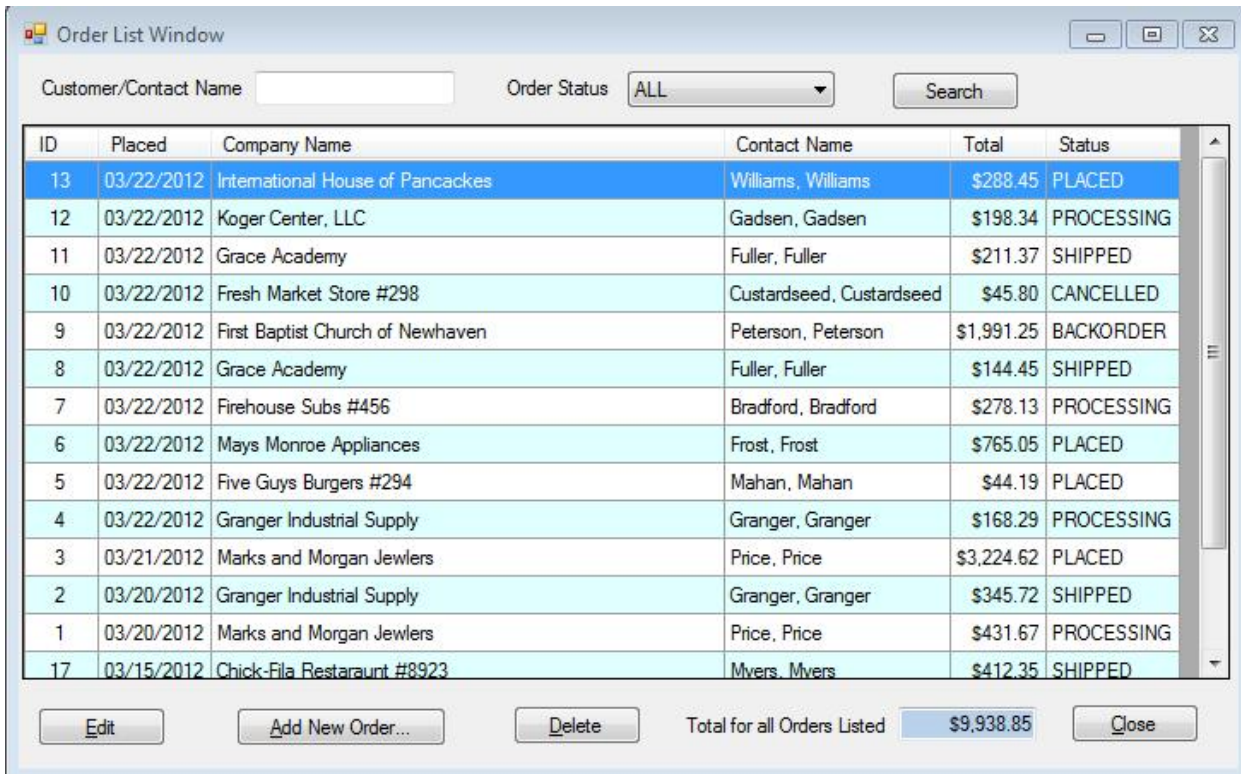 Order List Window
Customer/Contact Name Order Status ALL Search
ID Placed Company Name Contact Name Total Status
13 03/22/2012 International House of Pancackes Williams, Williams $288.45 PLACED
12 03/22/2012 Koger Center, LLC Gadsen, Gadsen $198.34 PROCESSING
11 03/22/2012 Grace Academy Fuller, Fuller $211.37 SHIPPED
10 03/22/2012 Fresh Market Store #298 Custardseed, Custardseed $45.80 CANCELLED
9 03/22/2012 First Baptist Church of Newhaven Peterson, Peterson $1,991.25 BACKORDER
8 03/22/2012 Grace Academy Fuller, Fuller $144.45 SHIPPED
7 03/22/2012 Firehouse Subs #456 Bradford, Bradford $278.13 PROCESSING
6 03/22/2012 Mays Monroe Appliances Frost, Frost $765.05 PLACED
5 03/22/2012 Five Guys Burgers #294 Mahan, Mahan $44.19 PLACED
4 03/22/2012 Granger Industrial Supply Granger, Granger $168.29 PROCESSING
3 03/21/2012 Marks and Morgan Jewlers Price, Price $3,224.62 PLACED
2 03/20/2012 Granger Industrial Supply Granger, Granger $345.72 SHIPPED
1 03/20/2012 Marks and Morgan Jewlers Price, Price $431.67 PROCESSING
17 03/15/2012 Chick-Fila Restaraunt #8923 Myers, Myers $412.35 SHIPPED
Edit Add New Order... Delete Total for all Orders Listed $9,938.85 Close